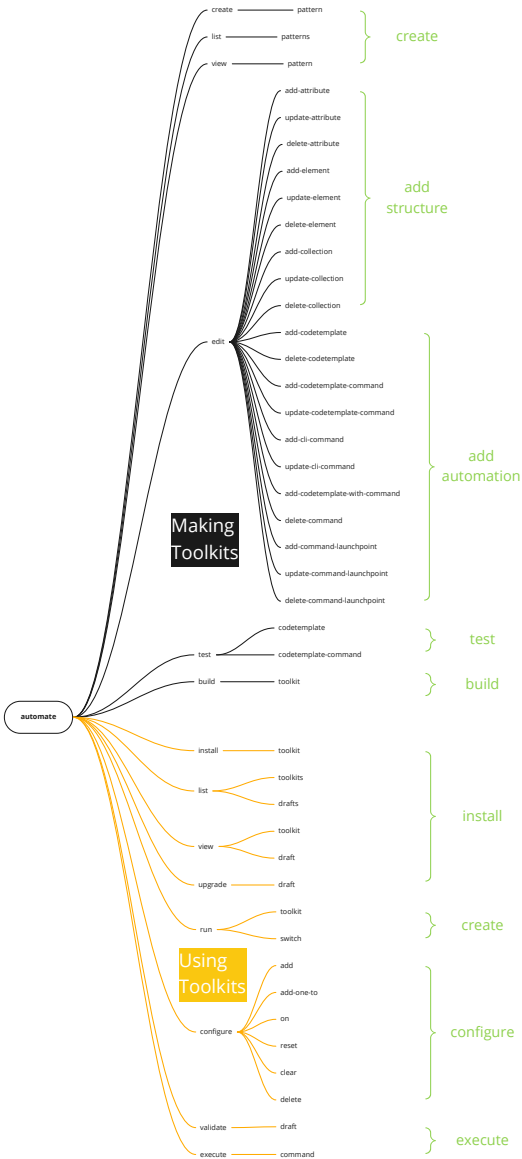 create
pattern
list
patterns
create
view
pattern
add-attribute
update-attribute
delete-attribute
add-element
update-element
delete-element
add
structure
add-collection
update-collection
delete-collection
edit
add-codetemplate
delete-codetemplate
add-codetemplate-command
update-codetemplate-command
add-cli-command
update-cli-command
add-codetemplate-with-command
delete-command
add-command-launchpoint
update-command-launchpoint
delete-command-launchpoint
add
automation
Making
Toolkits
test
codetemplate
codetemplate-command
test
build
toolkit
build
automate
install
toolkit
list
toolkits
drafts
view
toolkit
draft
upgrade
draft
install
run
toolkit
switch
create
Using
Toolkits
configure
add
add-one-to
on
reset
clear
delete
configure
validate
draft
execute
command
execute